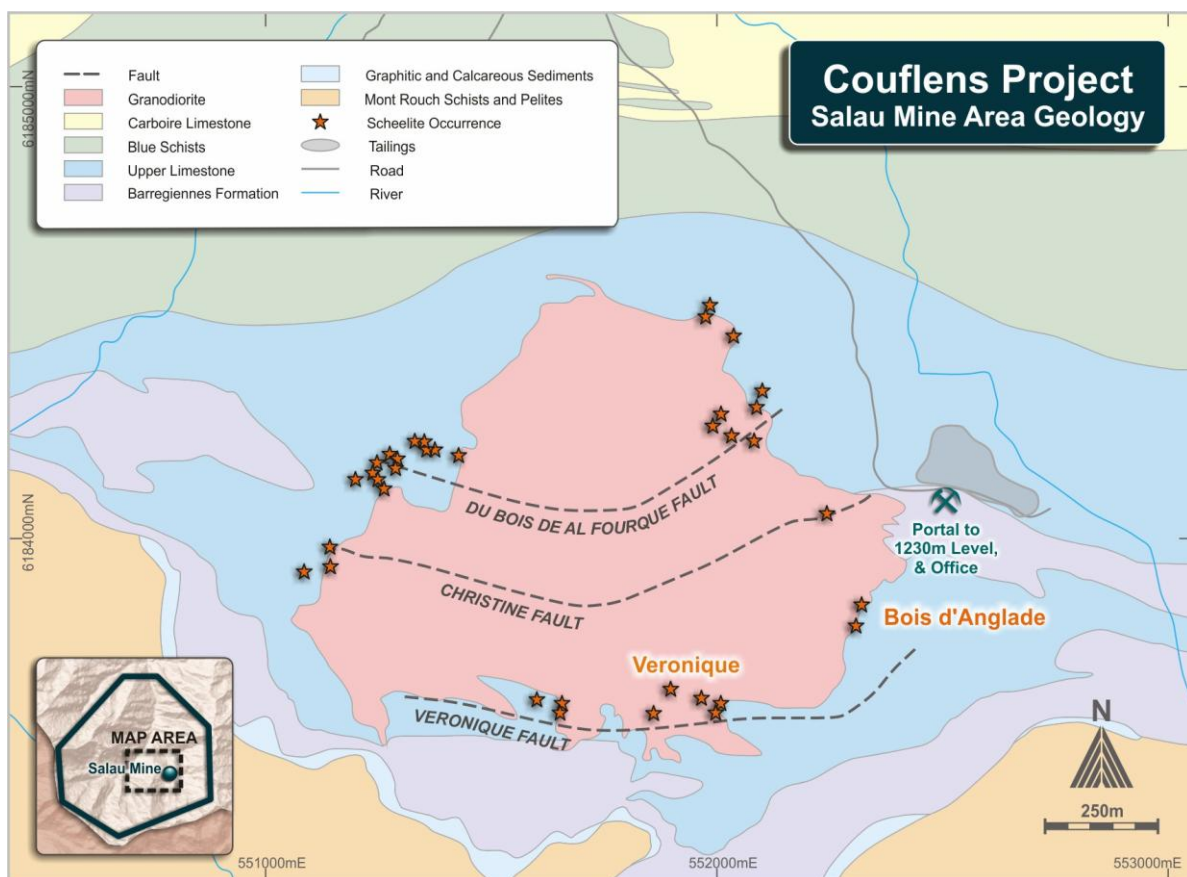 Couflens Project
Salau Mine Area Geology
Fault
Granodiorite
Carboire Limestone
Blue Schists
Upper Limestone
Barregiennes Formation
Graphitic and Calcareous Sediments
Mont Rouch Schists and Pelites
Scheelite Occurrence
Tailings
Road
River
6185000mN
6184000mN
DU BOIS DE AL FOURQUE FAULT
CHRISTINE FAULT
VERONIQUE FAULT
Portal to
1230m Level,
& Office
Bois d'Anglade
Veronique
MAP AREA
Salau Mine
N
250m
551000mE
552000mE
553000mE